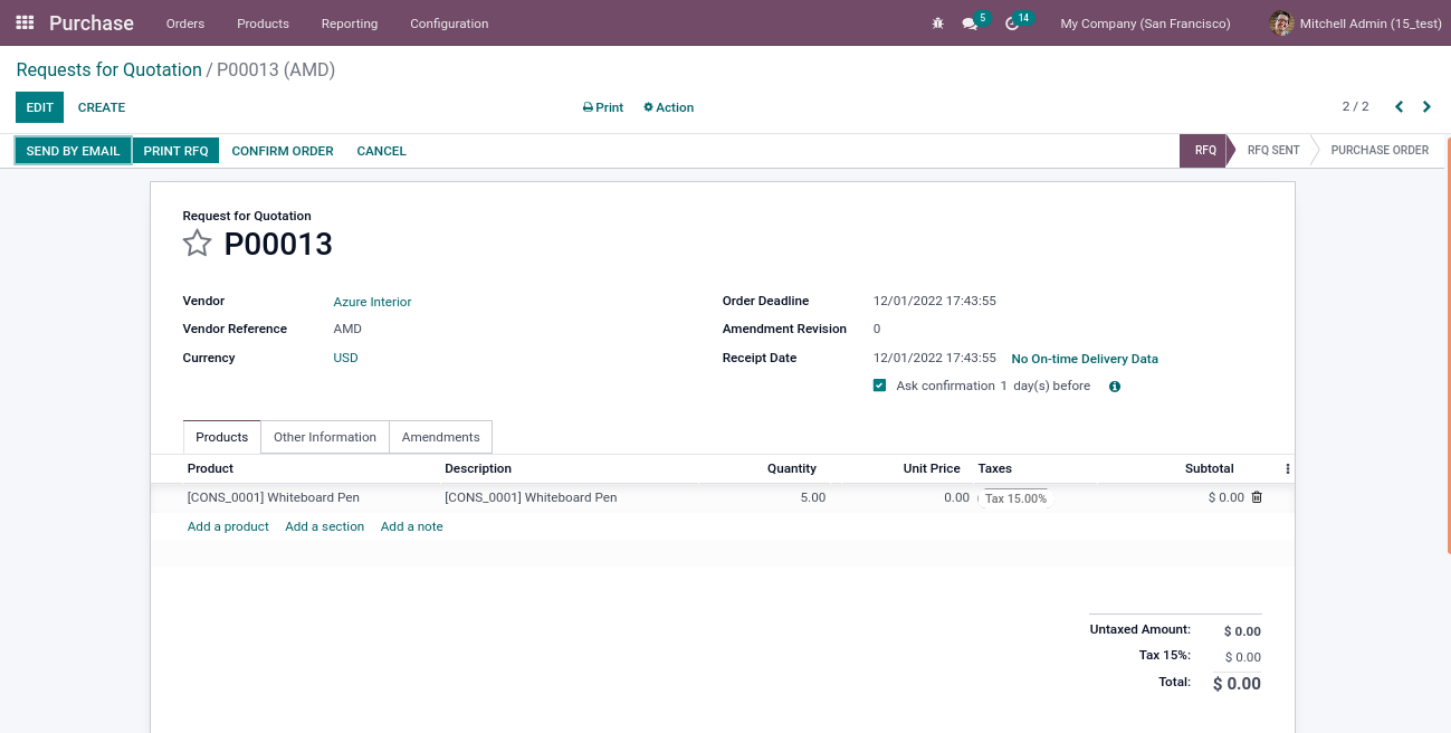 Purchase Orders Products Reporting Configuration 5 14 My Company (San Francisco) Mitchell Admin (15_test)
Requests for Quotation / P00013 (AMD)
EDIT CREATE Print Action 2 / 2
SEND BY EMAIL PRINT RFQ CONFIRM ORDER CANCEL RFQ RFQ SENT PURCHASE ORDER
Request for Quotation
P00013
Vendor Azure Interior Order Deadline 12/01/2022 17:43:55
Vendor Reference AMD Amendment Revision 0
Currency USD Receipt Date 12/01/2022 17:43:55 No On-time Delivery Data
Ask confirmation 1 day(s) before
Products Other Information Amendments
Product Description Quantity Unit Price Taxes Subtotal
[CONS_0001] Whiteboard Pen [CONS_0001] Whiteboard Pen 5.00 0.00 Tax 15.00% $ 0.00
Add a product Add a section Add a note
Untaxed Amount: $ 0.00
Tax 15%: $ 0.00
Total: $ 0.00